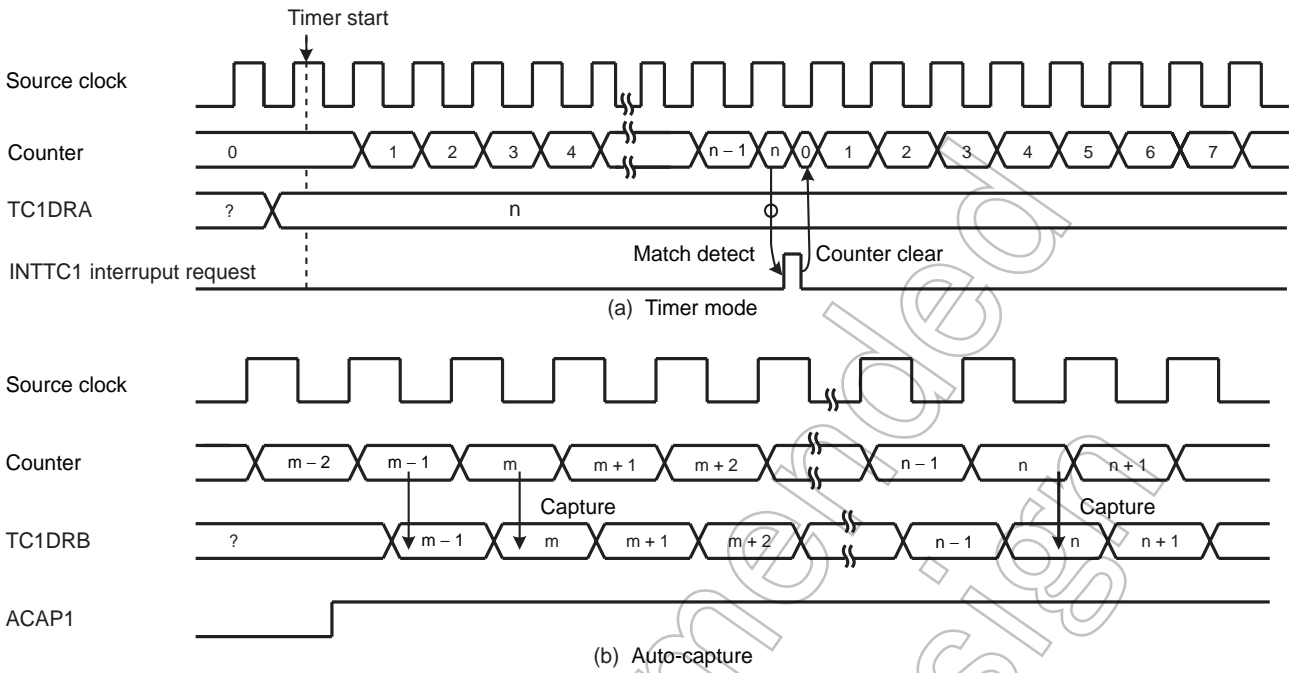 Timer start
Source clock
Counter 0 1 2 3 4 n – 1 n 0 1 2 3 4 5 6 7
TC1DRA ? n
Match detect Counter clear
INTTC1 interruput request
(a) Timer mode
Source clock
Counter m – 2 m – 1 m m + 1 m + 2 n – 1 n n + 1
Capture Capture
TC1DRB ? m – 1 m m + 1 m + 2 n – 1 n n + 1
ACAP1
(b) Auto-capture